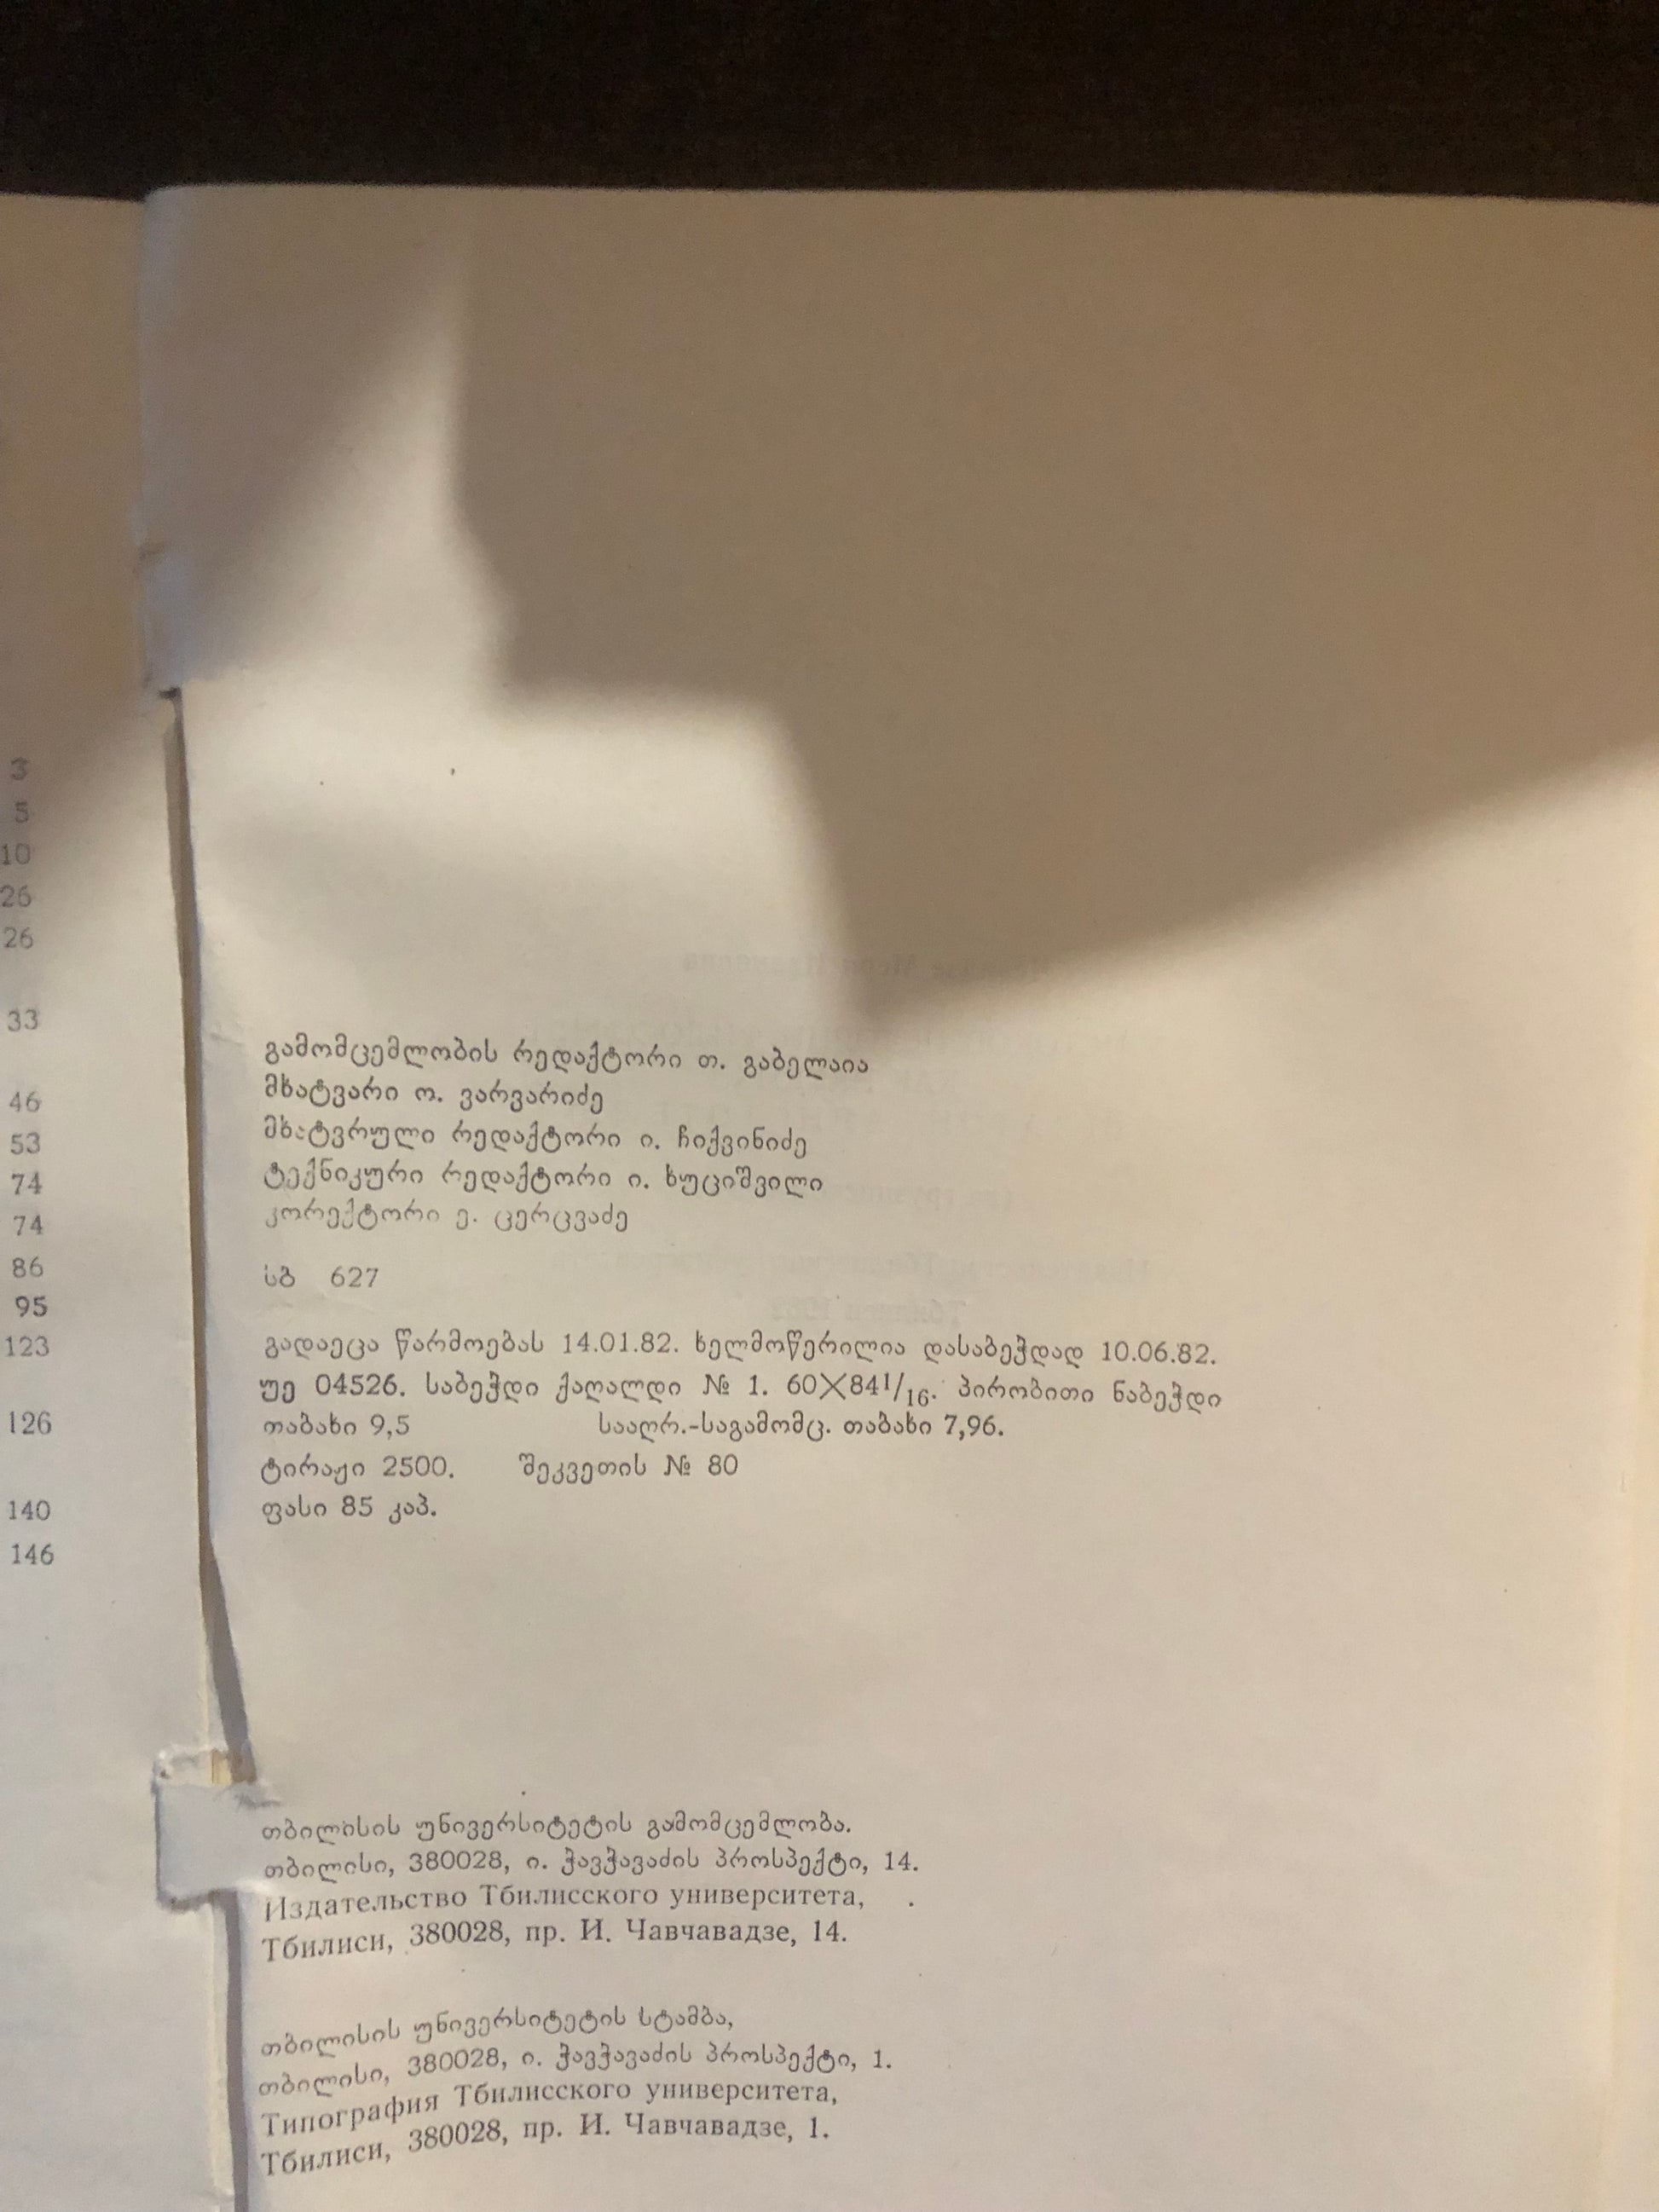 3
5
10
26
26
33
46
53
74
74
86
95
123
126
140
146
გამომცემლობის რედაქტორი თ. გაბელაია
მხატვარი ო. ვარვარიძე
მხატვრული რედაქტორი ი. ჩიქვინიძე
ტექნიკური რედაქტორი ი. ხუციშვილი
კორექტორი ე. ცერცვაძე
სბ 627
გადაეცა წარმოებას 14.01.82. ხელმოწერილია დასაბეჭდად 10.06.82.
უე 04526. საბეჭდი ქაღალდი № 1. 60×84¹/₁₆. პირობითი ნაბეჭდი
თაბახი 9,5 სააღრ.-საგამომც. თაბახი 7,96.
ტირაჟი 2500. შეკვეთის № 80
ფასი 85 კაპ.
თბილისის უნივერსიტეტის გამომცემლობა.
თბილისი, 380028, ი. ჭავჭავაძის პროსპექტი, 14.
Издательство Тбилисского университета,
Тбилиси, 380028, пр. И. Чавчавадзе, 14.
თბილისის უნივერსიტეტის სტამბა,
თბილისი, 380028, ი. ჭავჭავაძის პროსპექტი, 1.
Типография Тбилисского университета,
Тбилиси, 380028, пр. И. Чавчавадзе, 1.